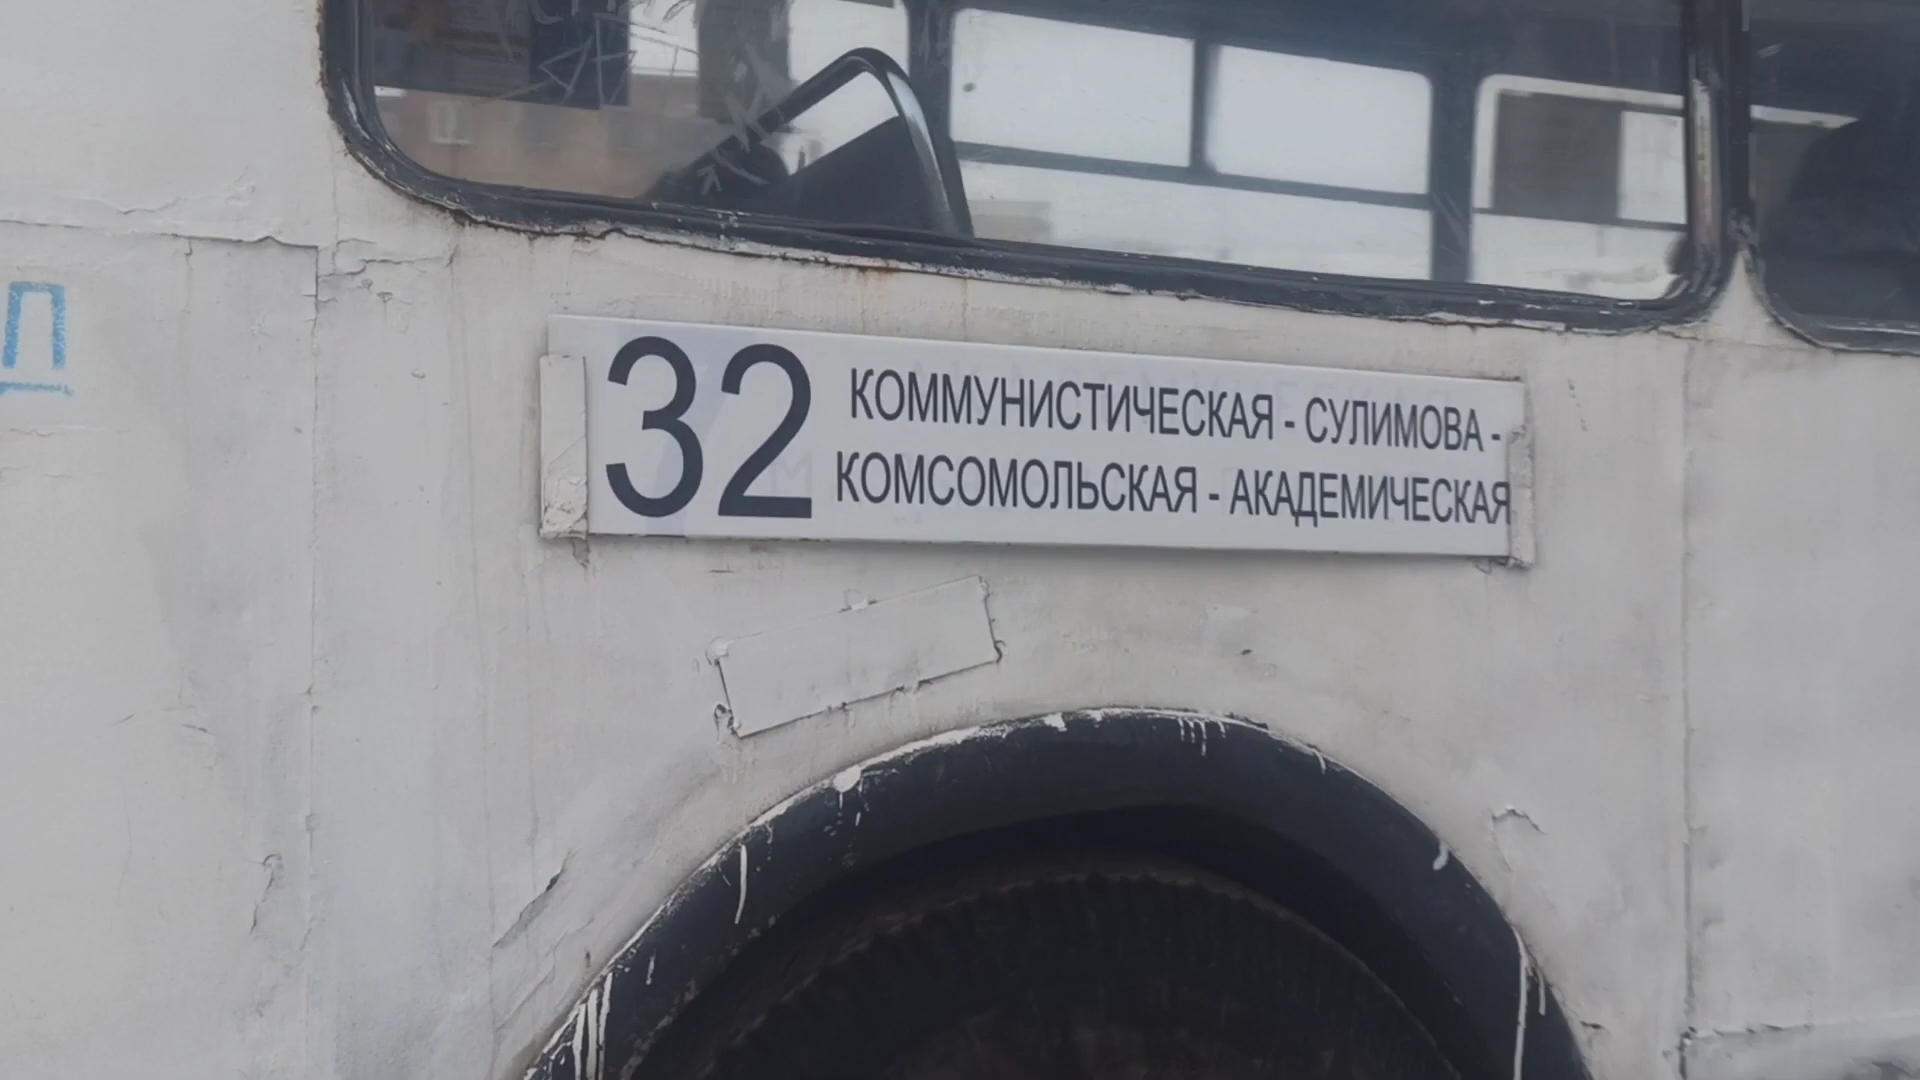 П
32
КОММУНИСТИЧЕСКАЯ - СУЛИМОВА -
КОМСОМОЛЬСКАЯ - АКАДЕМИЧЕСКАЯ